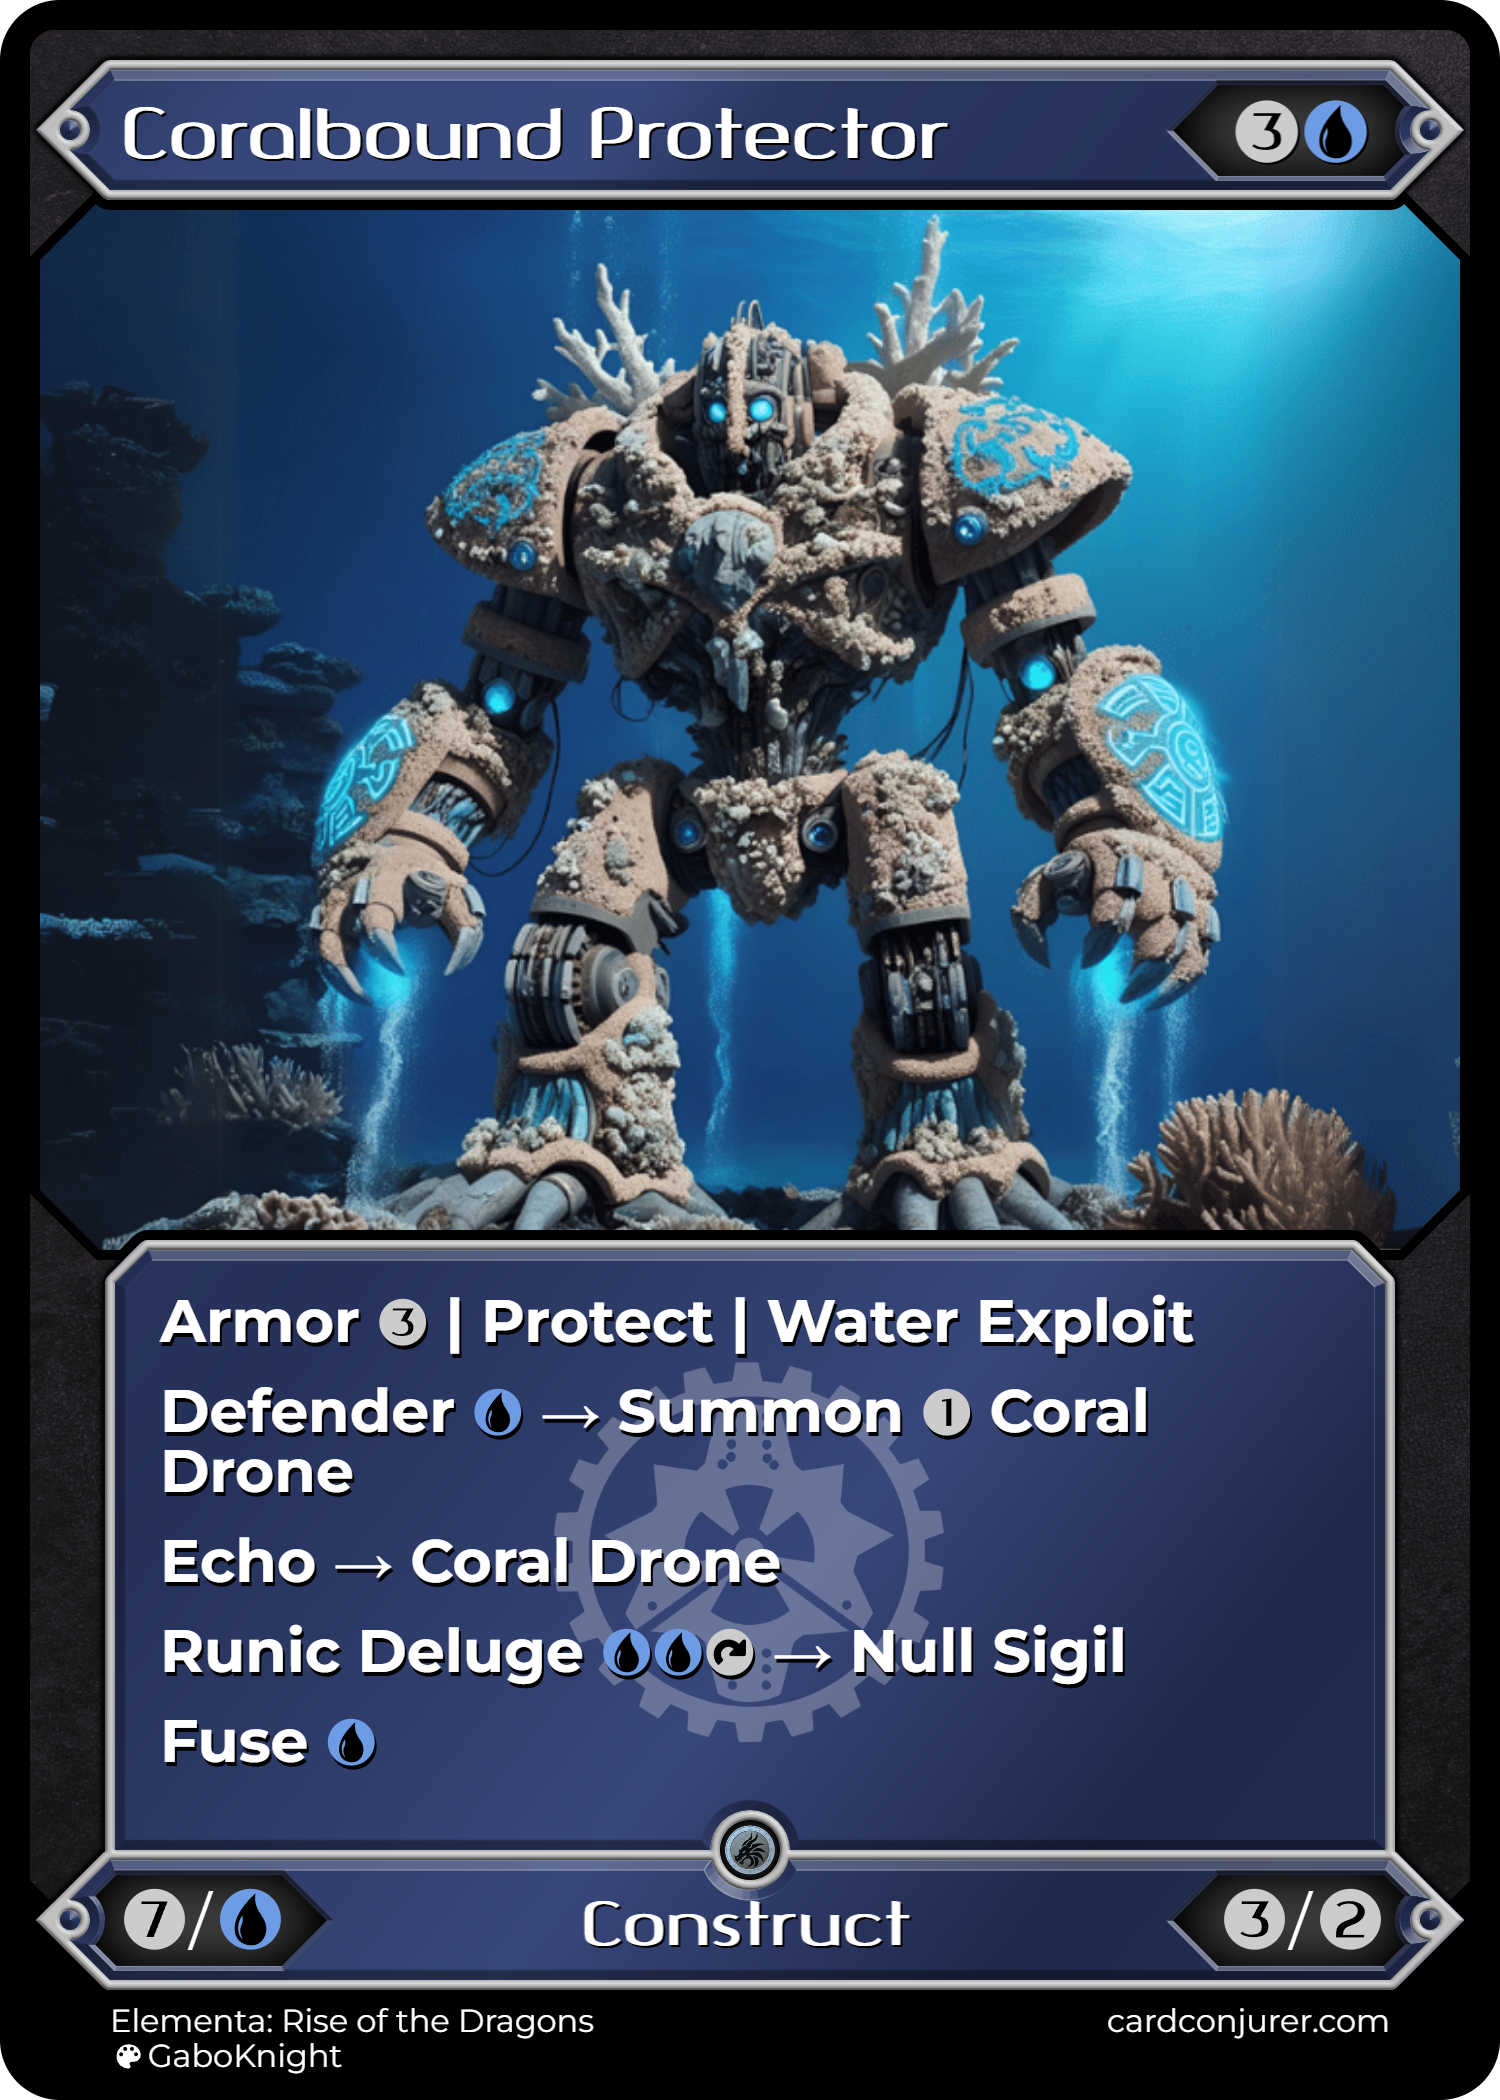 Coralbound Protector 3
Armor 3 | Protect | Water Exploit
Defender → Summon 1 Coral
Drone
Echo → Coral Drone
Runic Deluge → Null Sigil
Fuse
7/ Construct 3/2
Elementa: Rise of the Dragons cardconjurer.com
GaboKnight